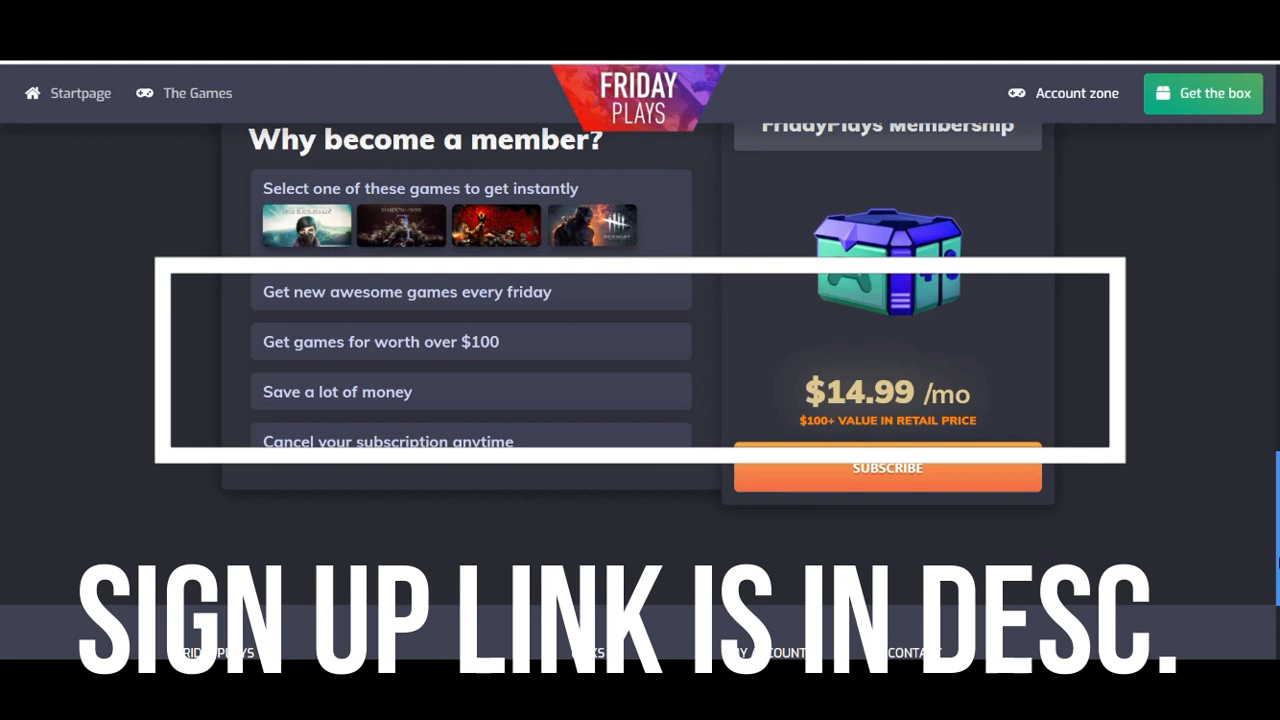 Startpage
The Games
FRIDAY
PLAYS
Account zone
Get the box
Why become a member?
FridayPlays Membership
Select one of these games to get instantly
Get new awesome games every friday
Get games for worth over $100
Save a lot of money
Cancel your subscription anytime
$14.99 /mo
$100+ VALUE IN RETAIL PRICE
SUBSCRIBE
SIGN UP LINK IS IN DESC.